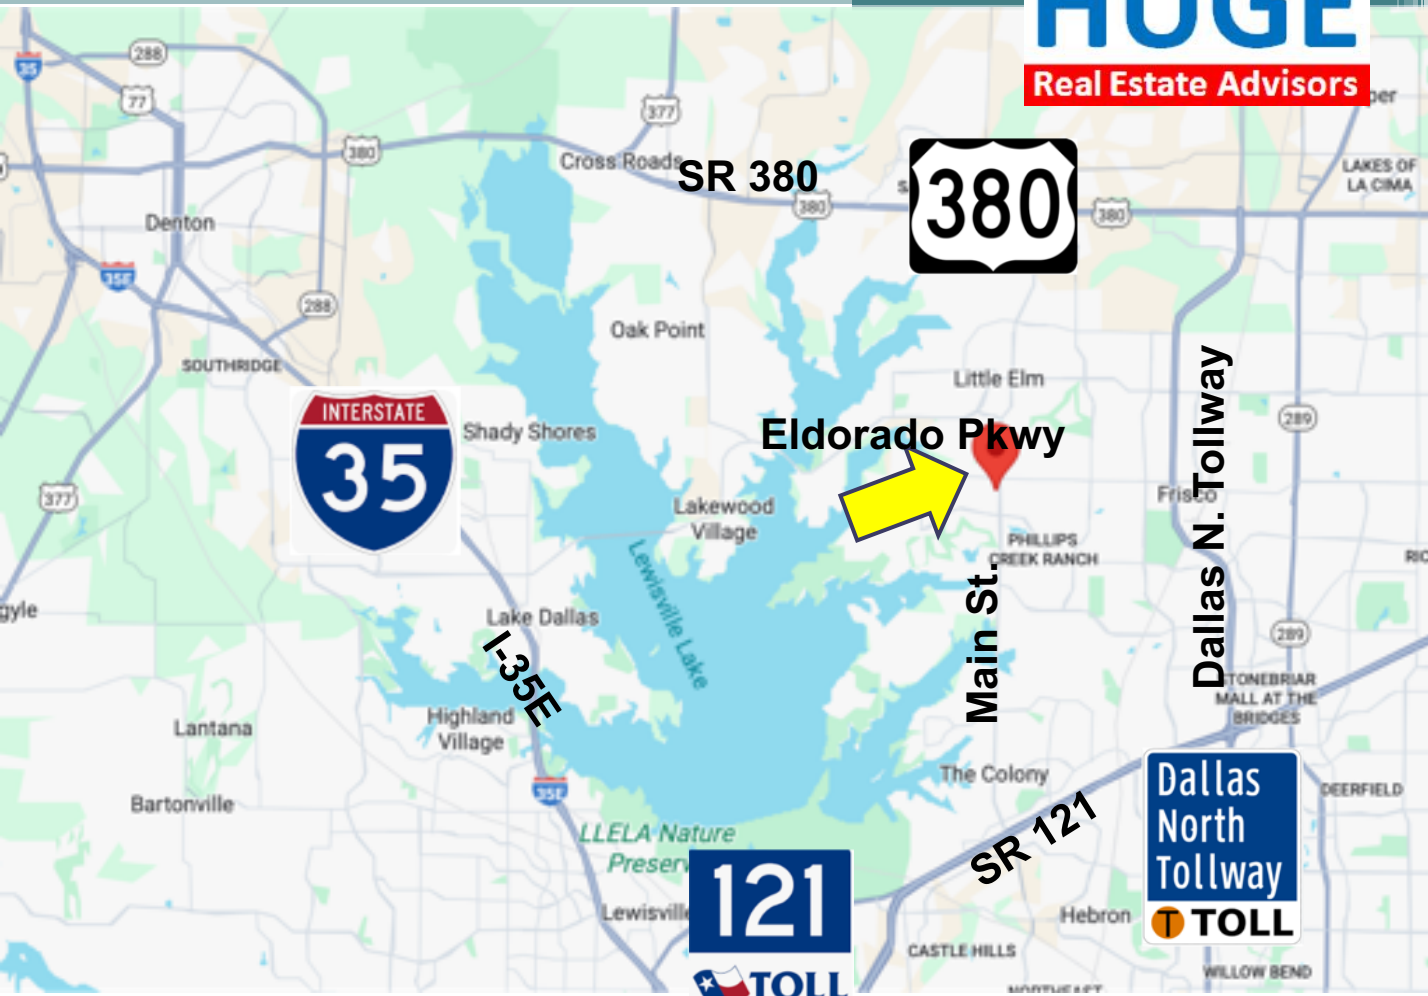 HUGE
Real Estate Advisors
288
35
77
377
380
Cross Roads
SR 380
380
380
380
LAKES OF
LA CIMA
Denton
35E
288
Oak Point
SOUTHRIDGE
Little Elm
INTERSTATE
35
Shady Shores
Eldorado Pkwy
289
Dallas N. Tollway
377
Lakewood
Village
Frisco
PHILLIPS
CREEK RANCH
Lewisville Lake
Main St.
Lake Dallas
I-35E
289
STONEBRIAR
MALL AT THE
BRIDGES
Highland
Village
Lantana
The Colony
35E
Bartonville
Dallas
North
Tollway
TOLL
DEERFIELD
SR 121
LLELA Nature
Preserv
121
TOLL
Lewisville
Hebron
CASTLE HILLS
WILLOW BEND
NORTHEAST